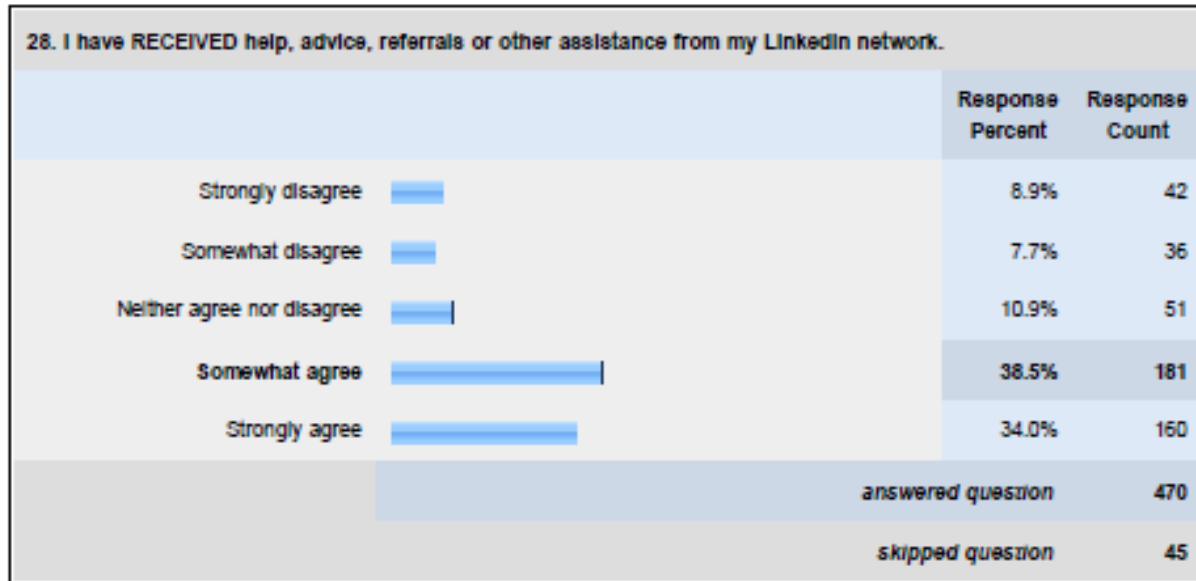 28. I have RECEIVED help, advice, referrals or other assistance from my LinkedIn network.
Response Percent Response Count
Strongly disagree 8.9% 42
Somewhat disagree 7.7% 36
Neither agree nor disagree 10.9% 51
Somewhat agree 38.5% 181
Strongly agree 34.0% 160
answered question 470
skipped question 45